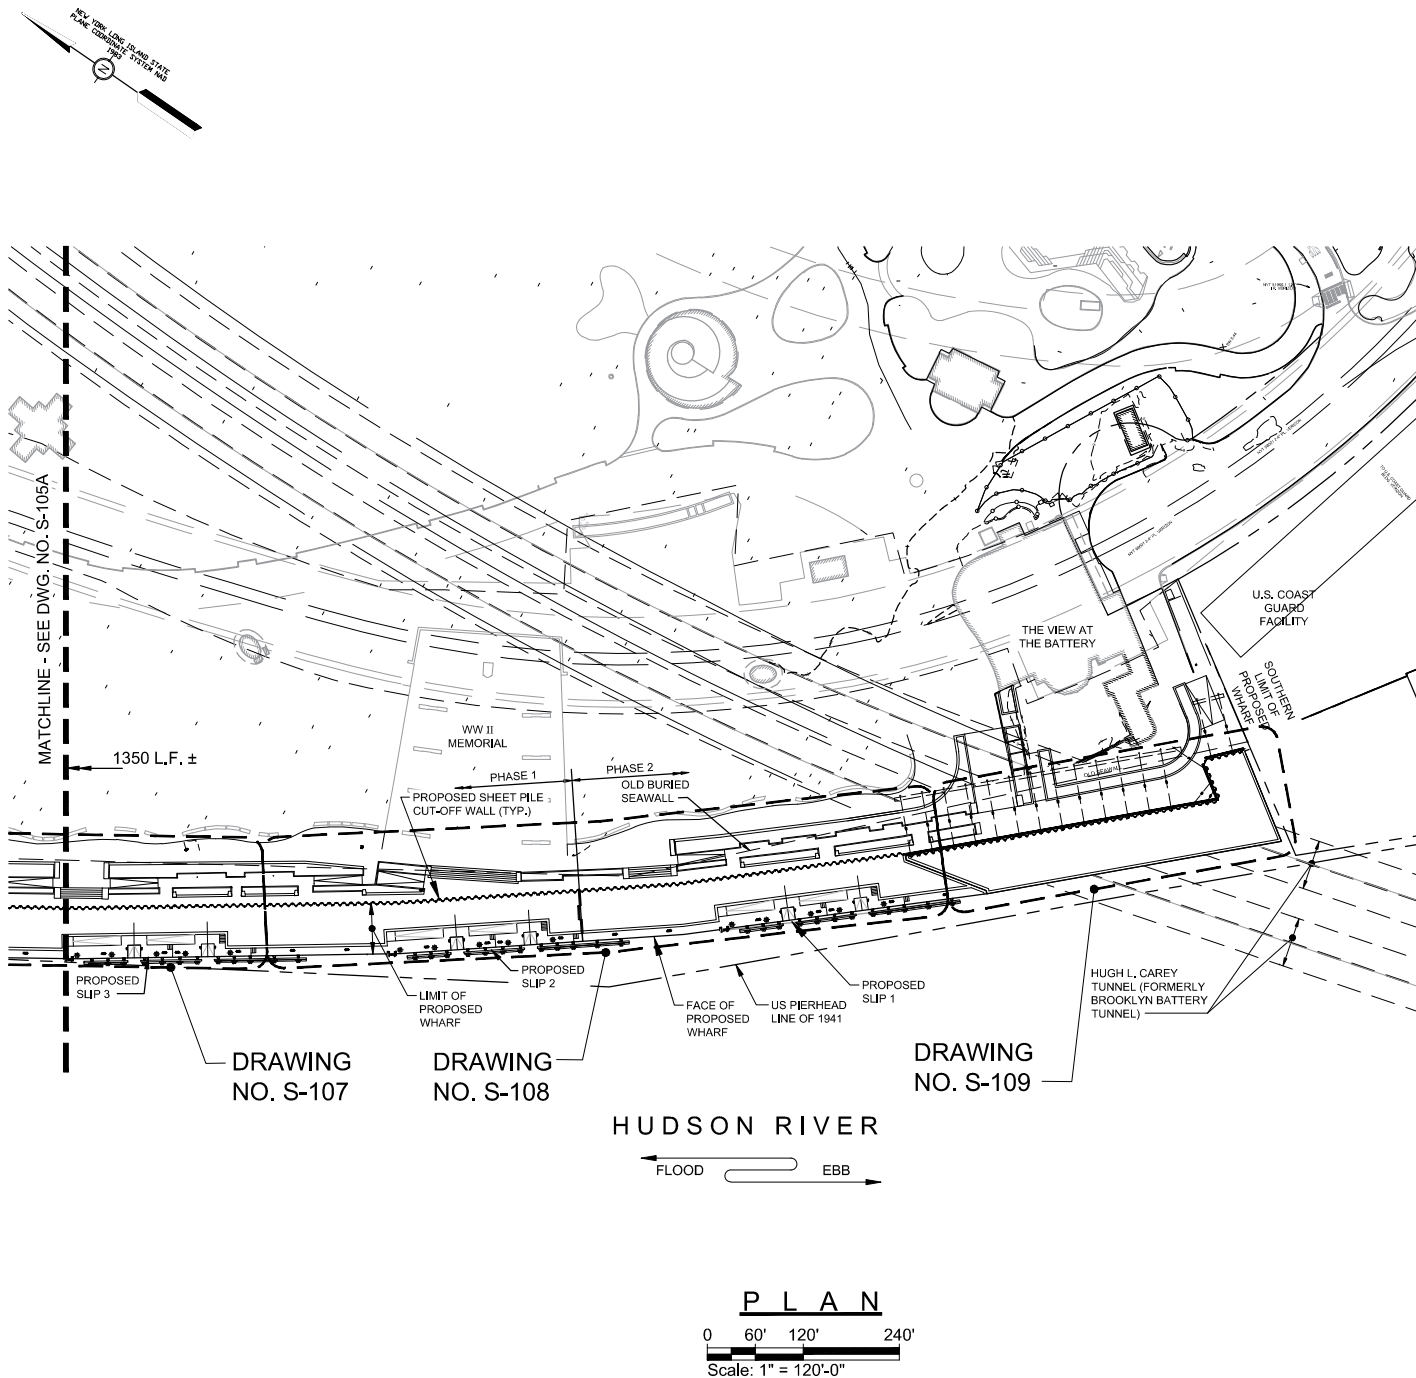 NEW YORK LONG ISLAND STATE
PLANE COORDINATE SYSTEM NAD
1983
N
MATCHLINE - SEE DWG. NO. S-105A
1350 L.F. ±
WW II
MEMORIAL
PHASE 1
PHASE 2
PROPOSED SHEET PILE
CUT-OFF WALL (TYP.)
OLD BURIED
SEAWALL
THE VIEW AT
THE BATTERY
U.S. COAST
GUARD
FACILITY
SOUTHERN
LIMIT OF
PROPOSED
WHARF
OLD SEAWALL
PROPOSED
SLIP 3
LIMIT OF
PROPOSED
WHARF
PROPOSED
SLIP 2
FACE OF
PROPOSED
WHARF
US PIERHEAD
LINE OF 1941
PROPOSED
SLIP 1
HUGH L. CAREY
TUNNEL (FORMERLY
BROOKLYN BATTERY
TUNNEL)
DRAWING
NO. S-107
DRAWING
NO. S-108
DRAWING
NO. S-109
HUDSON RIVER
FLOOD
EBB
PLAN
0 60' 120' 240'
Scale: 1" = 120'-0"